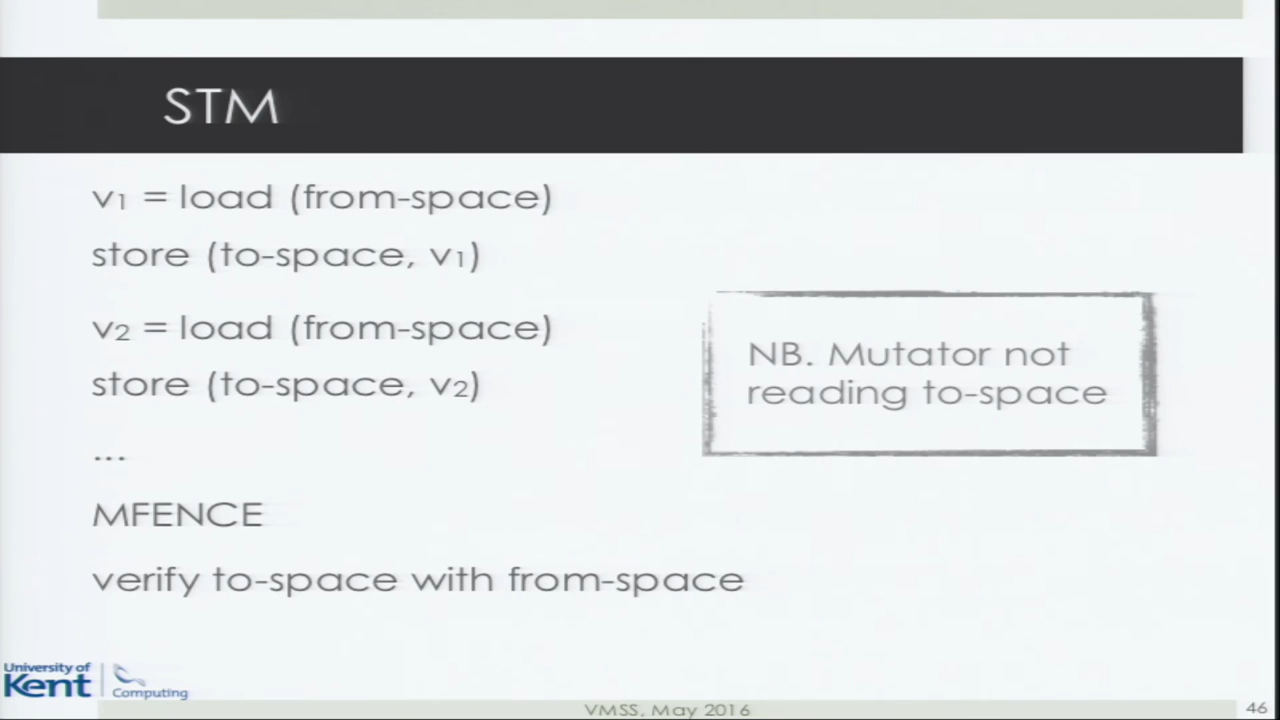 STM
v1 = load (from-space)
store (to-space, v1)
v2 = load (from-space)
store (to-space, v2)
...
MFENCE
verify to-space with from-space
NB. Mutator not
reading to-space
University of
Kent
Computing
VMSS, May 2016
46